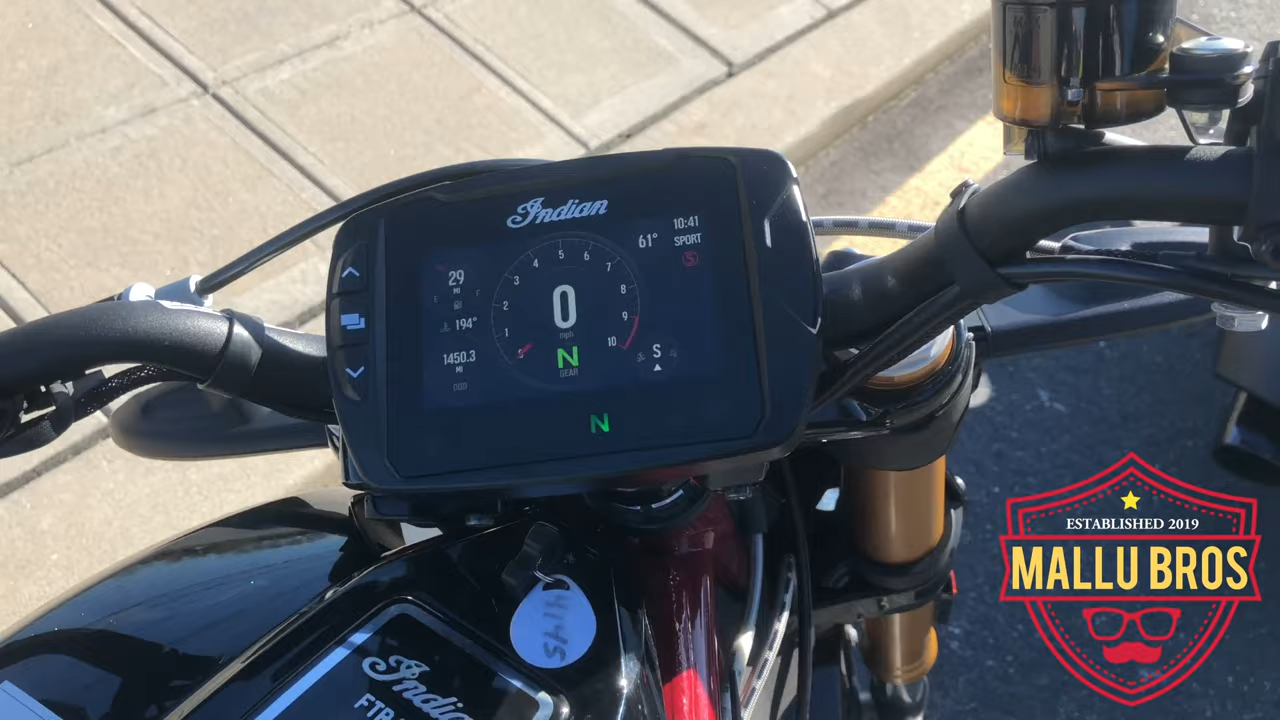 Indian
10:41
61°
SPORT
S
29
MI
E F
194°
1450.3
MI
ODO
0 1 2 3 4 5 6 7 8 9 10
0
mph
N
GEAR
S
N
Indian
FTR
ESTABLISHED 2019
MALLU BROS